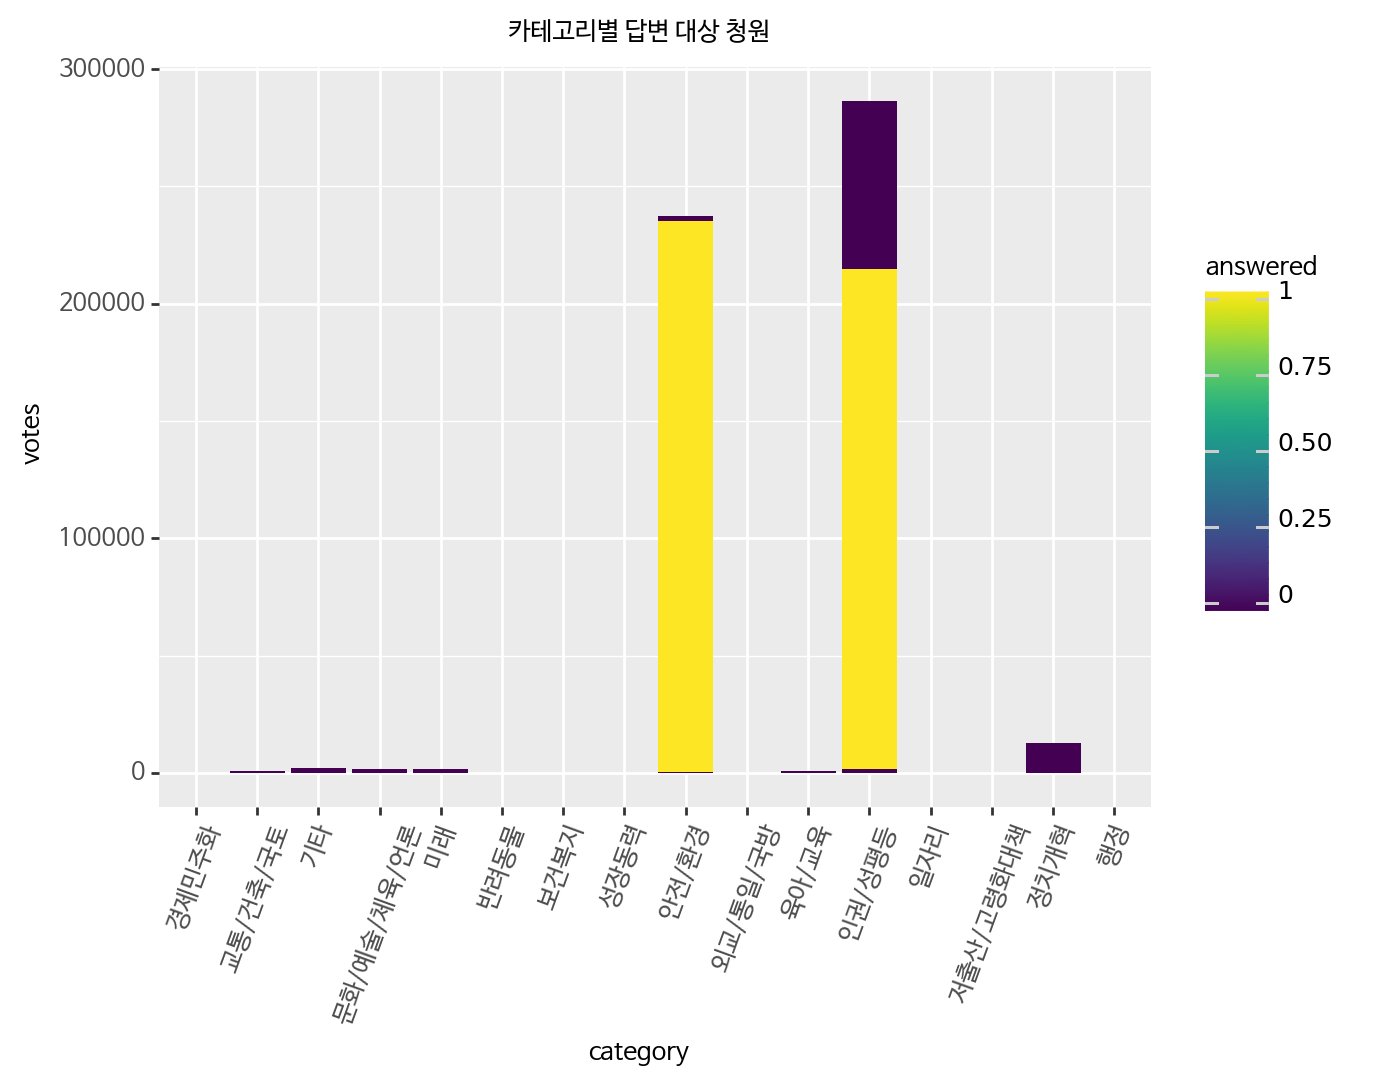 카테고리별 답변 대상 청원
300000
200000
100000
0
votes
경제민주화
교통/건축/국토
기타
문화/예술/체육/언론
미래
반려동물
보건복지
성장동력
안전/환경
외교/통일/국방
육아/교육
인권/성평등
일자리
저출산/고령화대책
정치개혁
행정
category
answered
1
0.75
0.50
0.25
0